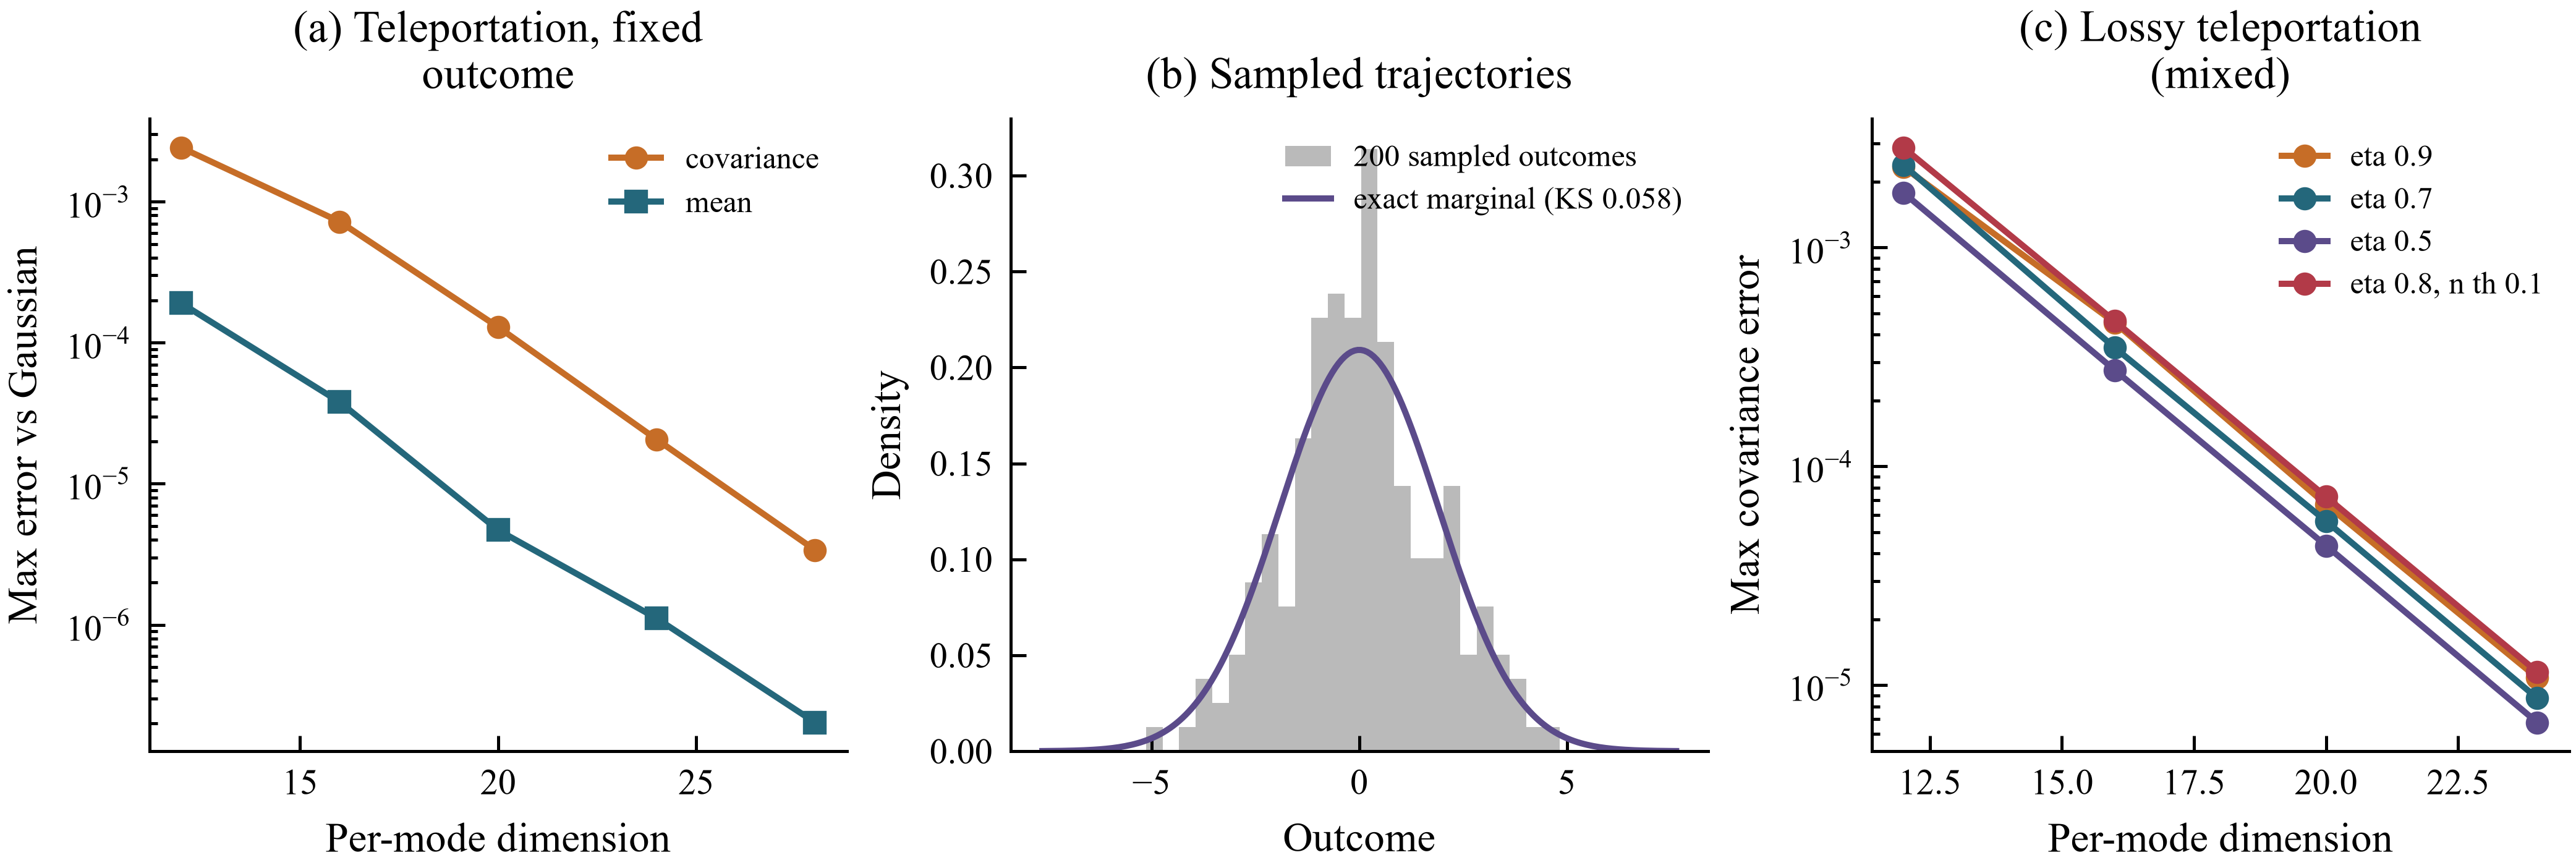 (a) Teleportation, fixed
outcome
Max error vs Gaussian
10⁻³
10⁻⁴
10⁻⁵
10⁻⁶
covariance
mean
15
20
25
Per-mode dimension
(b) Sampled trajectories
Density
0.30
0.25
0.20
0.15
0.10
0.05
0.00
200 sampled outcomes
exact marginal (KS 0.058)
−5
0
5
Outcome
(c) Lossy teleportation
(mixed)
Max covariance error
10⁻³
10⁻⁴
10⁻⁵
eta 0.9
eta 0.7
eta 0.5
eta 0.8, n th 0.1
12.5
15.0
17.5
20.0
22.5
Per-mode dimension